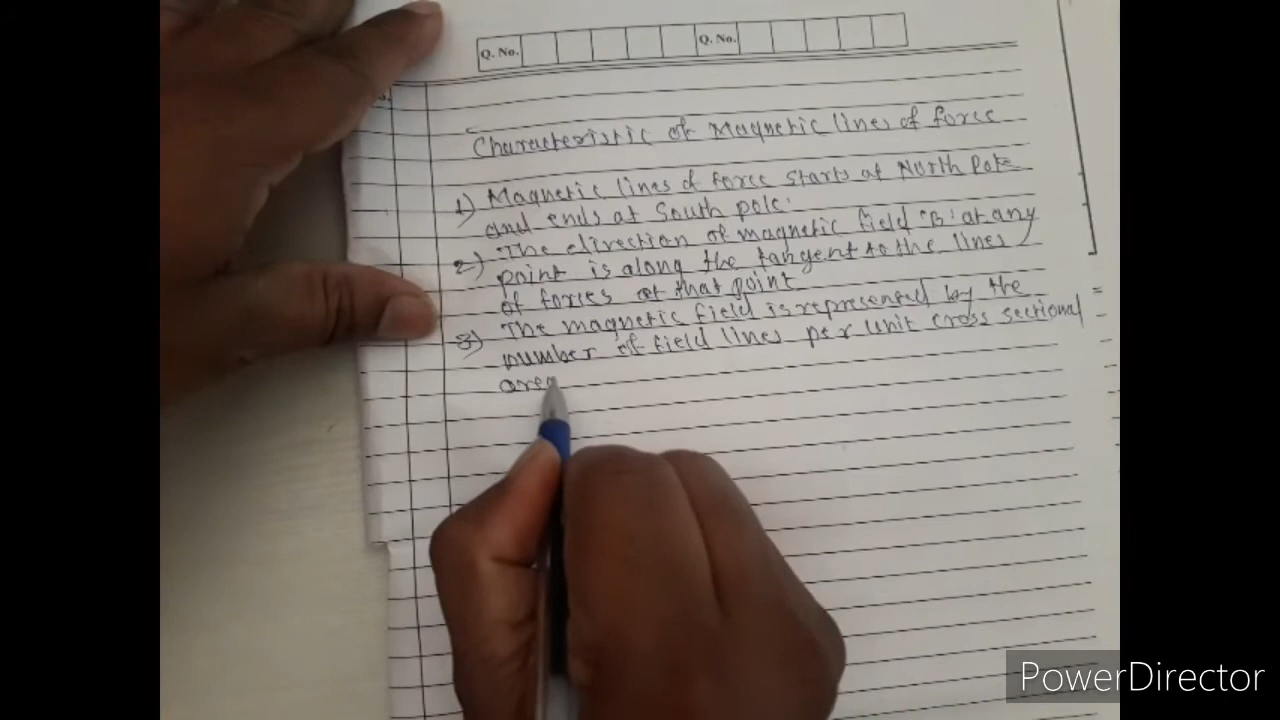 Q. No. Q. No.
Characteristic of Magnetic lines of force
1) Magnetic lines of force starts at North Pole
and ends at South pole.
2) The direction of magnetic field 'B' at any
point is along the tangent to the lines
of forces at that point
3) The magnetic field is represented by the
number of field lines per unit cross sectional
area
PowerDirector